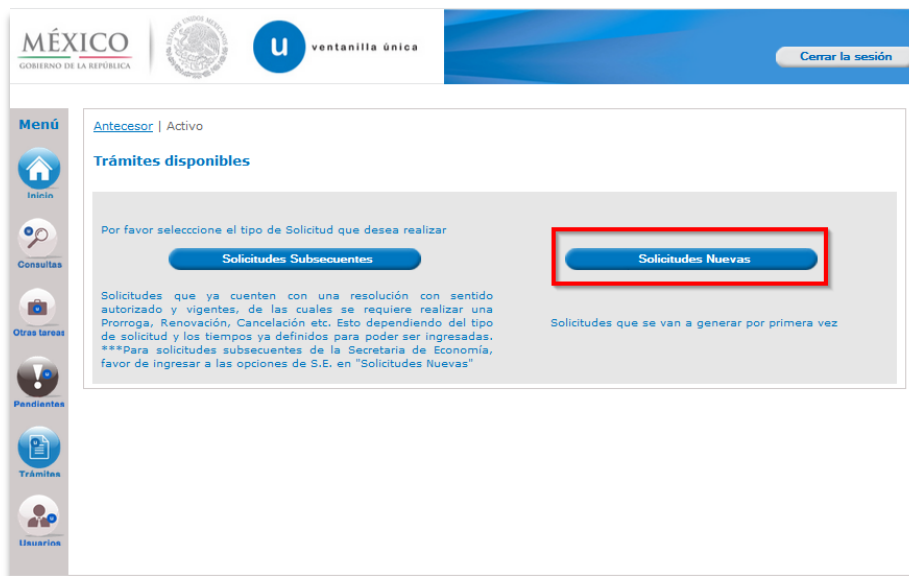 MÉXICO
GOBIERNO DE LA REPÚBLICA
u
ventanilla única
Cerrar la sesión
Menú
Inicio
Consultas
Otras tareas
Pendientes
Trámites
Usuarios
Antecesor | Activo
Trámites disponibles
Por favor seleccione el tipo de Solicitud que desea realizar
Solicitudes Subsecuentes
Solicitudes que ya cuenten con una resolución con sentido
autorizado y vigentes, de las cuales se requiere realizar una
Prorroga, Renovación, Cancelación etc. Esto dependiendo del tipo
de solicitud y los tiempos ya definidos para poder ser ingresadas.
***Para solicitudes subsecuentes de la Secretaria de Economía,
favor de ingresar a las opciones de S.E. en "Solicitudes Nuevas"
Solicitudes Nuevas
Solicitudes que se van a generar por primera vez